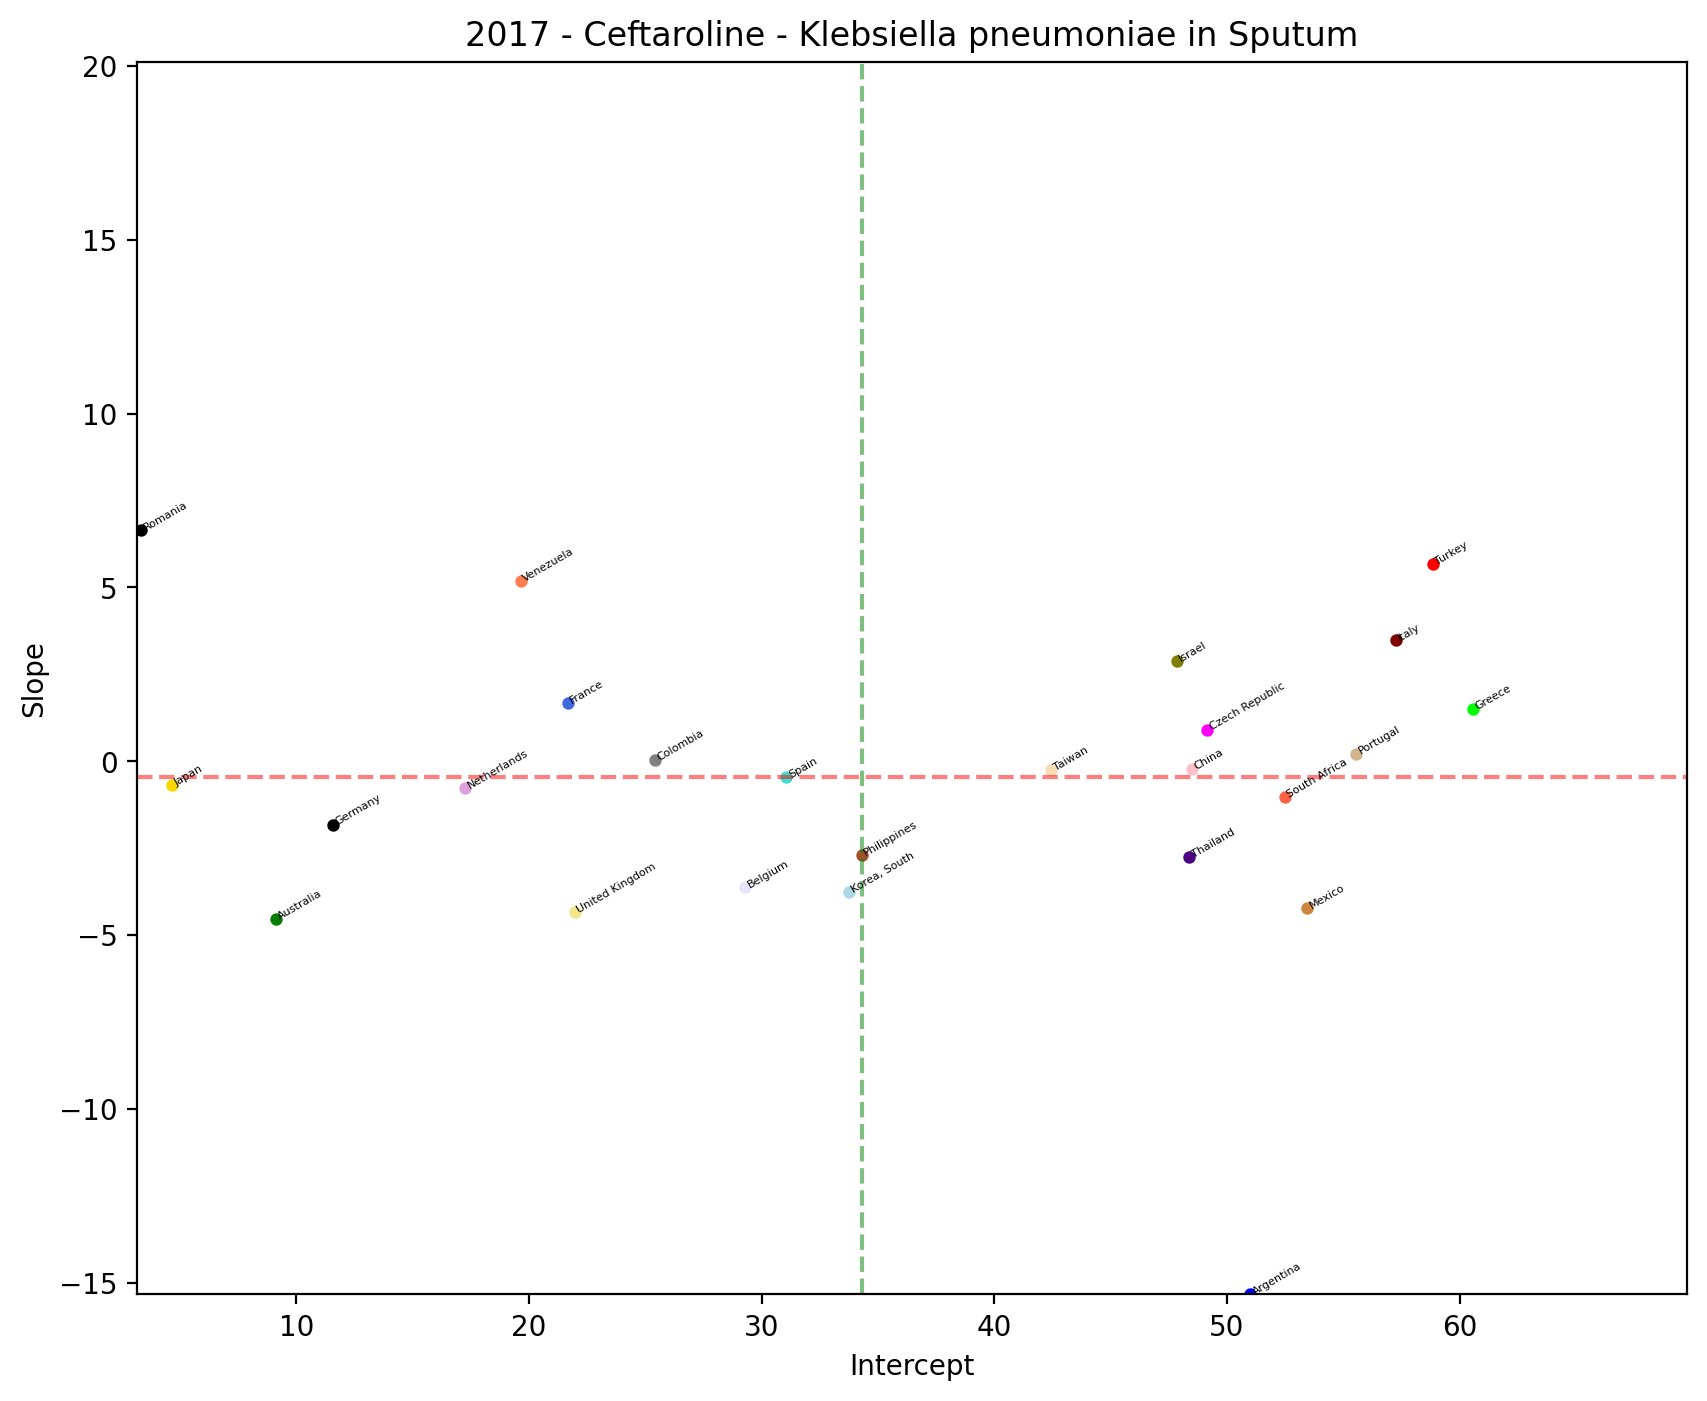 2017 - Ceftaroline - Klebsiella pneumoniae in Sputum
20
15
10
5
0
−5
−10
−15
Slope
Romania
Venezuela
Turkey
Italy
Israel
France
Czech Republic
Greece
Colombia
Portugal
Japan
Netherlands
Spain
Taiwan
China
South Africa
Germany
Philippines
Thailand
Belgium
Korea, South
United Kingdom
Australia
Mexico
Argentina
10
20
30
40
50
60
Intercept